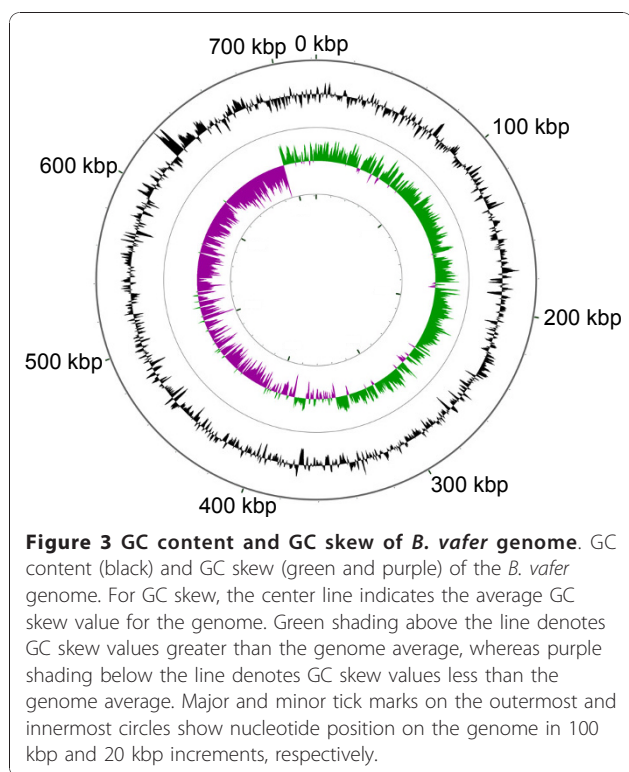 700 kbp 0 kbp
100 kbp
600 kbp
200 kbp
500 kbp
300 kbp
400 kbp
Figure 3 GC content and GC skew of B. vafer genome. GC
content (black) and GC skew (green and purple) of the B. vafer
genome. For GC skew, the center line indicates the average GC
skew value for the genome. Green shading above the line denotes
GC skew values greater than the genome average, whereas purple
shading below the line denotes GC skew values less than the
genome average. Major and minor tick marks on the outermost and
innermost circles show nucleotide position on the genome in 100
kbp and 20 kbp increments, respectively.